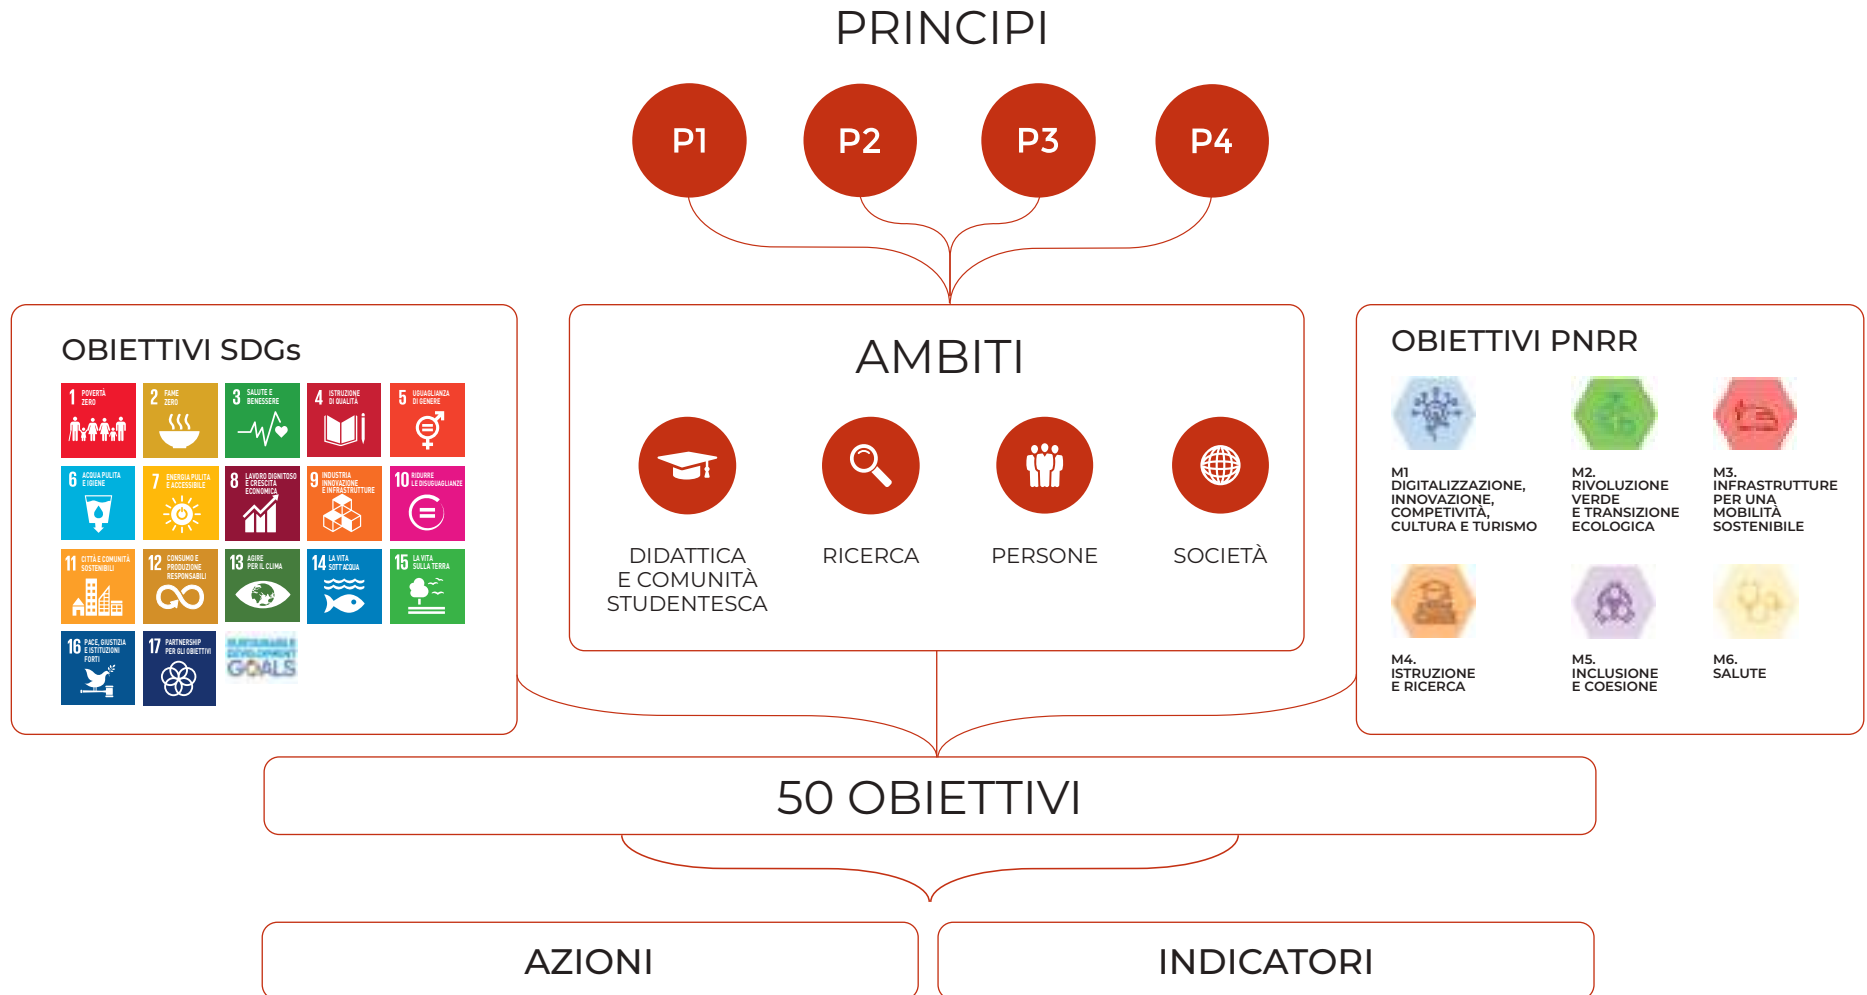 PRINCIPI
P1
P2
P3
P4
OBIETTIVI SDGs
1 POVERTÀ
ZERO
2 FAME
ZERO
3 SALUTE E
BENESSERE
4 ISTRUZIONE
DI QUALITÀ
5 UGUAGLIANZA
DI GENERE
6 ACQUA PULITA
E IGIENE
7 ENERGIA PULITA
E ACCESSIBILE
8 LAVORO DIGNITOSO
E CRESCITA
ECONOMICA
9 INDUSTRIA
INNOVAZIONE
E INFRASTRUTTURE
10 RIDURRE
LE DISUGUAGLIANZE
11 CITTÀ E COMUNITÀ
SOSTENIBILI
12 CONSUMO E
PRODUZIONE
RESPONSABILI
13 AGIRE
PER IL CLIMA
14 LA VITA
SOTT'ACQUA
15 LA VITA
SULLA TERRA
16 PACE, GIUSTIZIA
E ISTITUZIONI
FORTI
17 PARTNERSHIP
PER GLI OBIETTIVI
SUSTAINABLE
DEVELOPMENT
GOALS
AMBITI
DIDATTICA
E COMUNITÀ
STUDENTESCA
RICERCA
PERSONE
SOCIETÀ
OBIETTIVI PNRR
M1
DIGITALIZZAZIONE,
INNOVAZIONE,
COMPETIVITÀ,
CULTURA E TURISMO
M2.
RIVOLUZIONE
VERDE
E TRANSIZIONE
ECOLOGICA
M3.
INFRASTRUTTURE
PER UNA
MOBILITÀ
SOSTENIBILE
M4.
ISTRUZIONE
E RICERCA
M5.
INCLUSIONE
E COESIONE
M6.
SALUTE
50 OBIETTIVI
AZIONI
INDICATORI